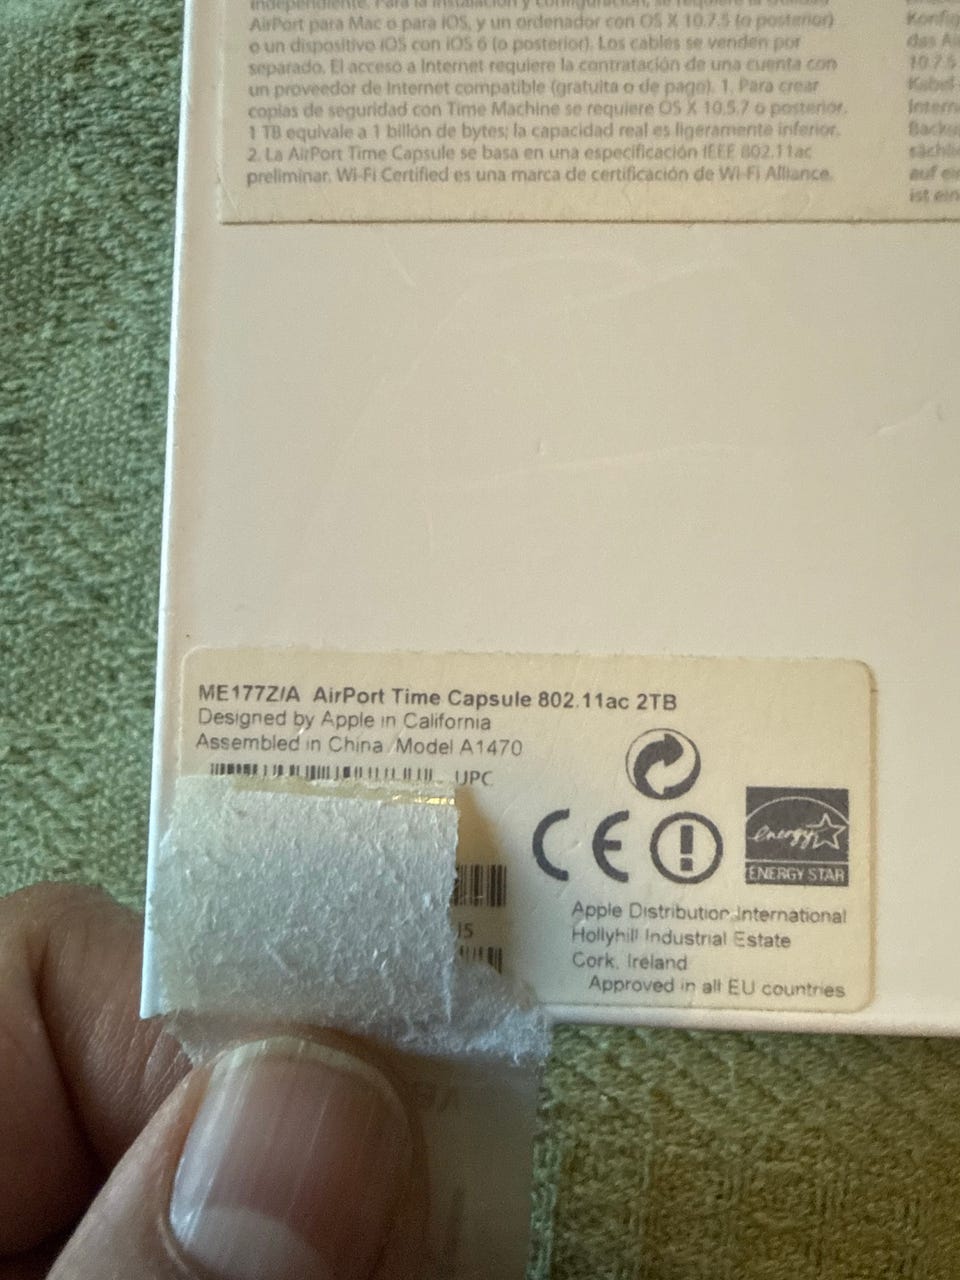 independiente. Para la instalación y configuración, se requiere la utilidad
AirPort para Mac o para iOS, y un ordenador con OS X 10.7.5 (o posterior)
o un dispositivo iOS con iOS 6 (o posterior). Los cables se venden por
separado. El acceso a Internet requiere la contratación de una cuenta con
un proveedor de Internet compatible (gratuita o de pago). 1. Para crear
copias de seguridad con Time Machine se requiere OS X 10.5.7 o posterior.
1 TB equivale a 1 billón de bytes; la capacidad real es ligeramente inferior.
2. La AirPort Time Capsule se basa en una especificación IEEE 802.11ac
preliminar. Wi-Fi Certified es una marca de certificación de Wi-Fi Alliance.
Konfig
das Ai
10.7.5
Kabel
Intern
Backu
sächli
auf ei
ist ein
ME177Z/A AirPort Time Capsule 802.11ac 2TB
Designed by Apple in California
Assembled in China Model A1470
UPC
J5
CE
energy
ENERGY STAR
Apple Distribution International
Hollyhill Industrial Estate
Cork, Ireland
Approved in all EU countries